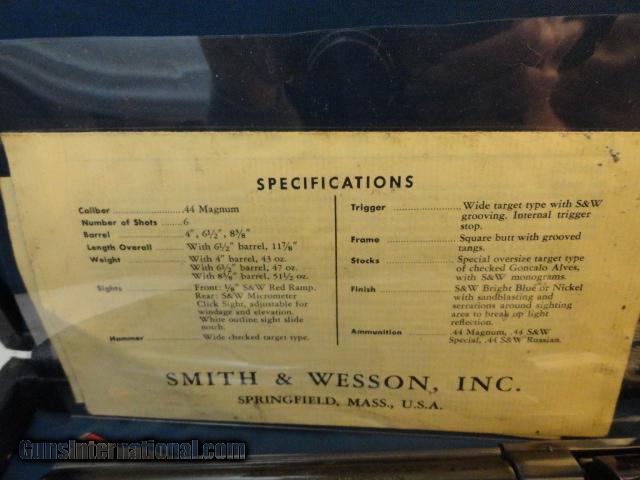 SPECIFICATIONS
Caliber .44 Magnum
Number of Shots 6
Barrel 4", 6½", 8⅜"
Length Overall With 6½" barrel, 11⅞"
Weight With 4" barrel, 43 oz.
With 6½" barrel, 47 oz.
With 8⅜" barrel, 51½ oz.
Sights Front: ⅛" S&W Red Ramp.
Rear: S&W Micrometer
Click Sight, adjustable for
windage and elevation.
White outline sight slide
notch.
Hammer Wide checked target type.
Trigger Wide target type with S&W
grooving. Internal trigger
stop.
Frame Square butt with grooved
tangs.
Stocks Special oversize target type
of checked Goncalo Alves,
with S&W monograms.
Finish S&W Bright Blue or Nickel
with sandblasting and
serrations around sighting
area to break up light
reflection.
Ammunition .44 Magnum, .44 S&W
Special, .44 S&W Russian.
SMITH & WESSON, INC.
SPRINGFIELD, MASS., U.S.A.
GunsInternational.com